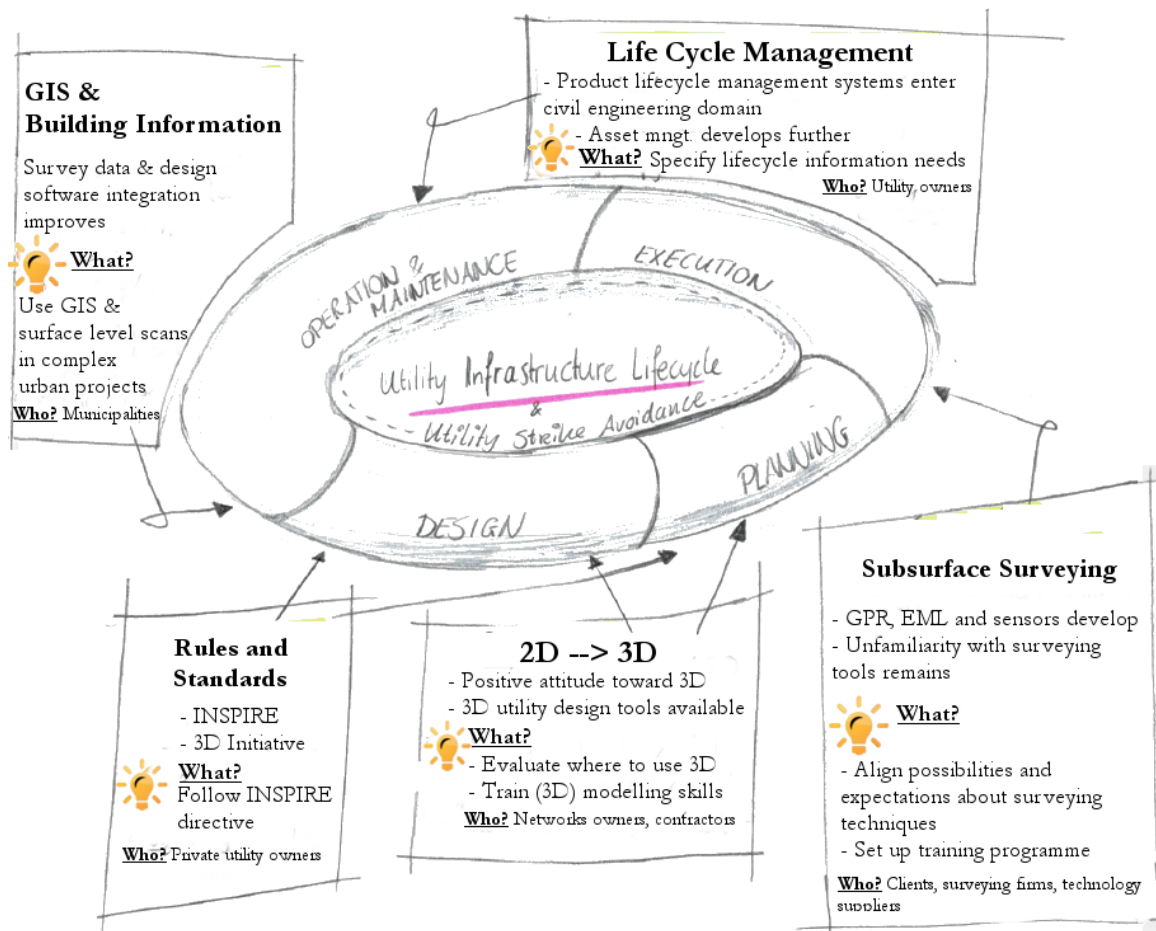 GIS &
Building Information
Survey data & design
software integration
improves
What?
Use GIS &
surface level scans
in complex
urban projects
Who? Municipalities
Life Cycle Management
- Product lifecycle management systems enter
civil engineering domain
- Asset mngt. develops further
What? Specify lifecycle information needs
Who? Utility owners
OPERATION &
MAINTENANCE
EXECUTION
Utility Infrastructure Lifecycle
&
Utility Strike Avoidance
PLANNING
DESIGN
Rules and
Standards
- INSPIRE
- 3D Initiative
What?
Follow INSPIRE
directive
Who? Private utility owners
2D --> 3D
- Positive attitude toward 3D
- 3D utility design tools available
What?
- Evaluate where to use 3D
- Train (3D) modelling skills
Who? Networks owners, contractors
Subsurface Surveying
- GPR, EML and sensors develop
- Unfamiliarity with surveying
tools remains
What?
- Align possibilities and
expectations about surveying
techniques
- Set up training programme
Who? Clients, surveying firms, technology
suppliers